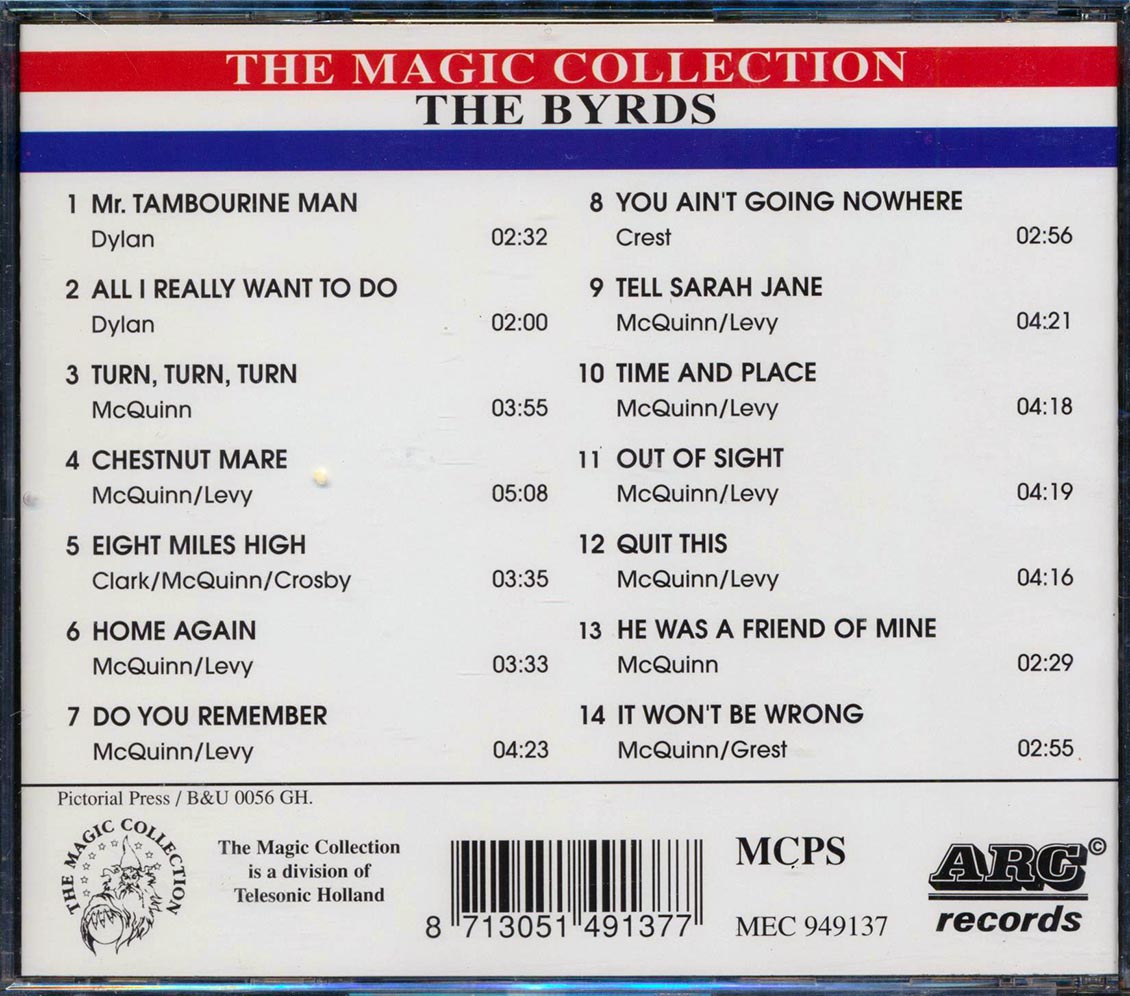 THE MAGIC COLLECTION
THE BYRDS
1 Mr. TAMBOURINE MAN
Dylan 02:32
2 ALL I REALLY WANT TO DO
Dylan 02:00
3 TURN, TURN, TURN
McQuinn 03:55
4 CHESTNUT MARE
McQuinn/Levy 05:08
5 EIGHT MILES HIGH
Clark/McQuinn/Crosby 03:35
6 HOME AGAIN
McQuinn/Levy 03:33
7 DO YOU REMEMBER
McQuinn/Levy 04:23
8 YOU AIN'T GOING NOWHERE
Crest 02:56
9 TELL SARAH JANE
McQuinn/Levy 04:21
10 TIME AND PLACE
McQuinn/Levy 04:18
11 OUT OF SIGHT
McQuinn/Levy 04:19
12 QUIT THIS
McQuinn/Levy 04:16
13 HE WAS A FRIEND OF MINE
McQuinn 02:29
14 IT WON'T BE WRONG
McQuinn/Grest 02:55
Pictorial Press / B&U 0056 GH.
THE MAGIC COLLECTION
The Magic Collection
is a division of
Telesonic Holland
8 713051 491377
MCPS
MEC 949137
ARC ©
records